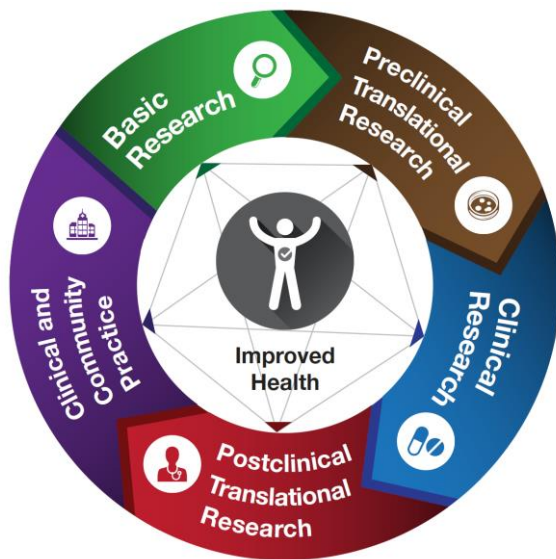 Basic
Research
Preclinical
Translational
Research
Clinical
Research
Postclinical
Translational
Research
Clinical and
Community
Practice
Improved
Health